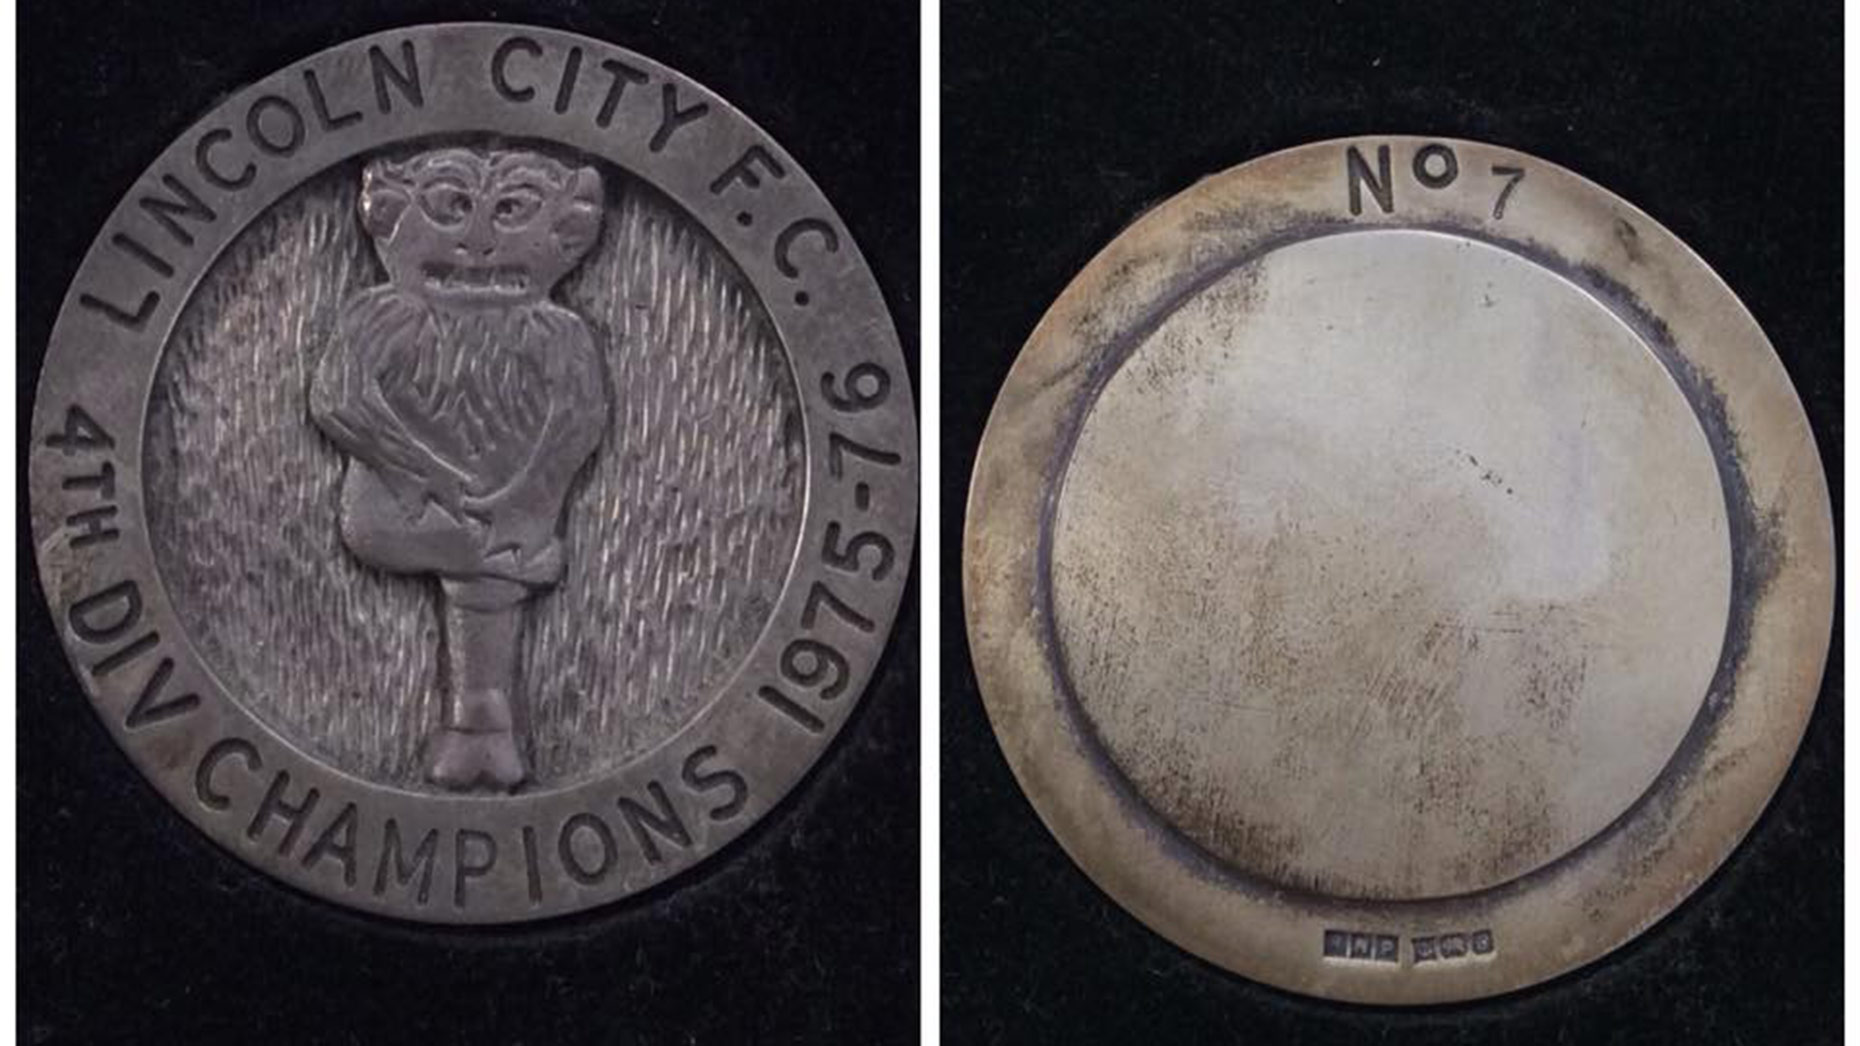 LINCOLN CITY F.C.
4TH DIV CHAMPIONS 1975-76
No 7